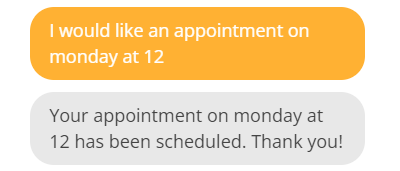 I would like an appointment on
monday at 12
Your appointment on monday at
12 has been scheduled. Thank you!